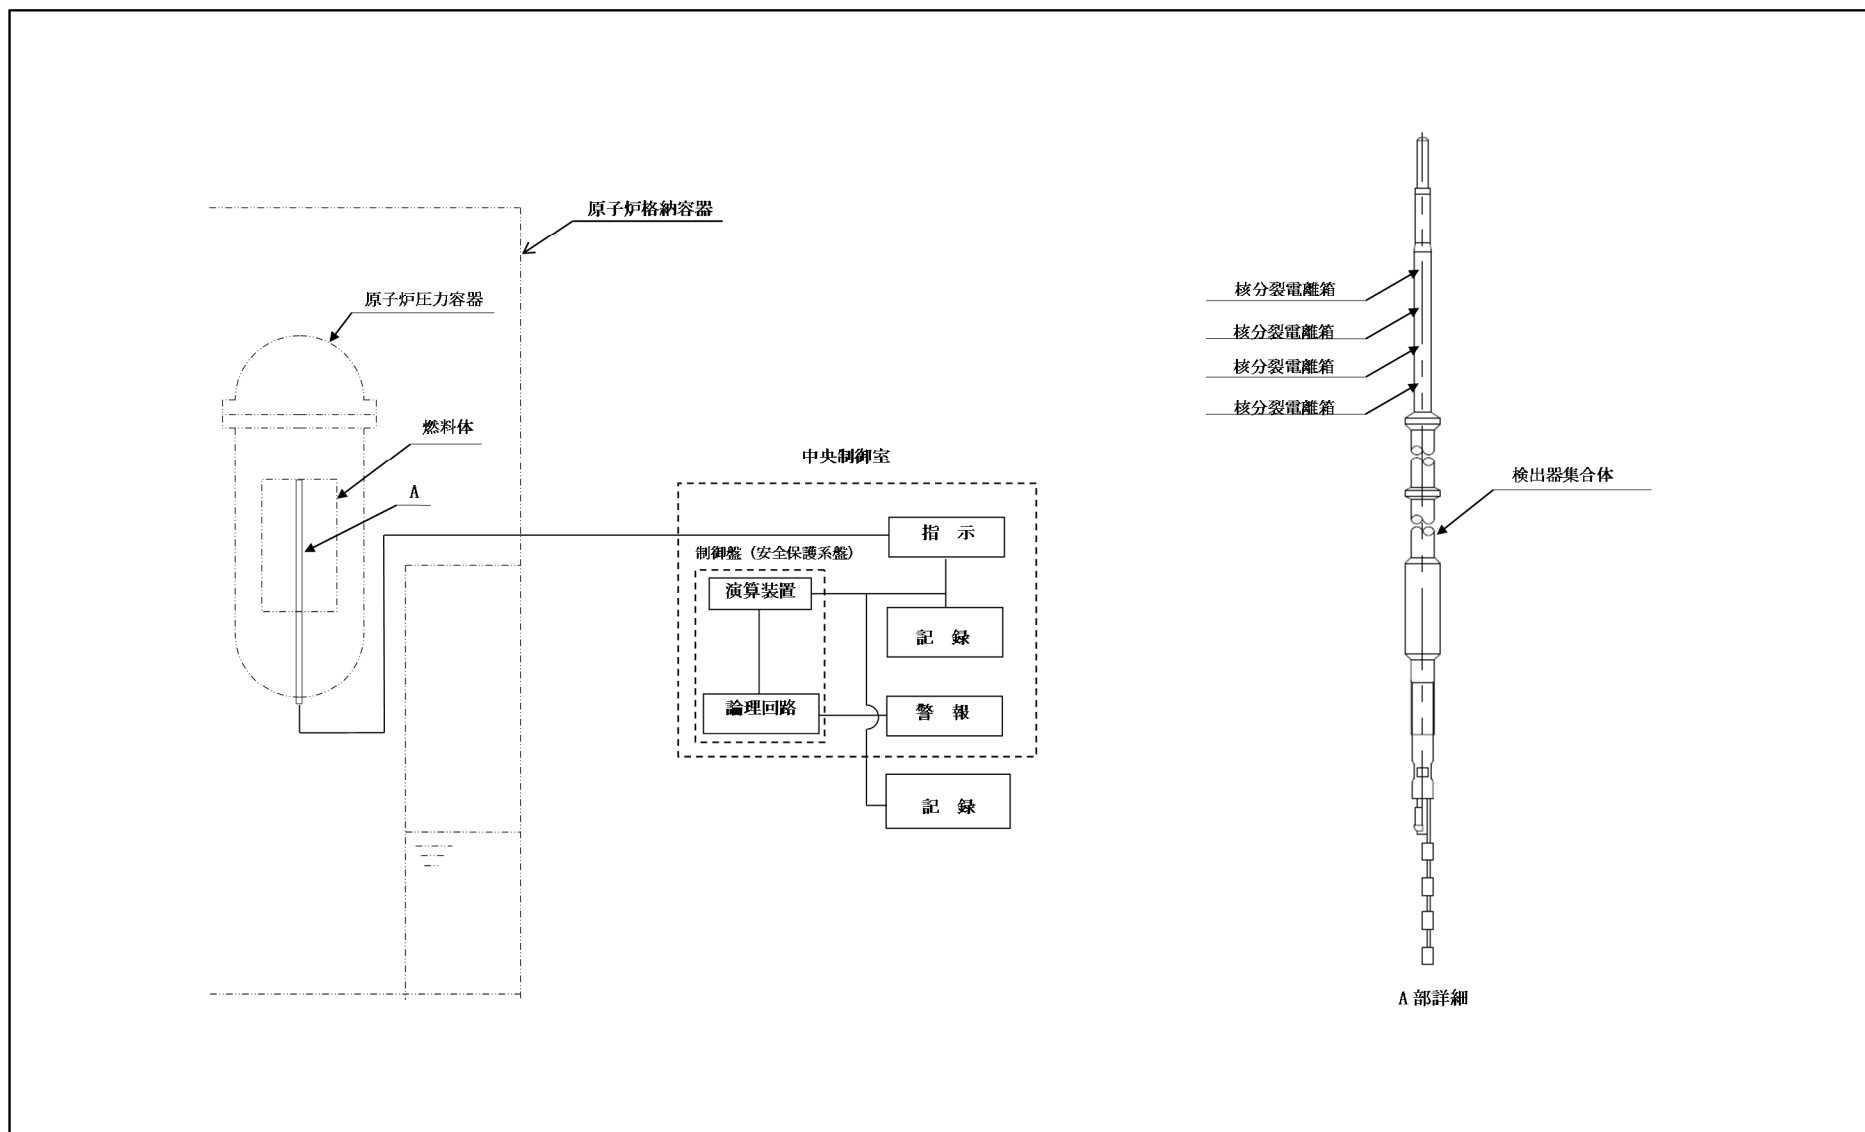 原子炉格納容器
原子炉圧力容器
燃料体
A
中央制御室
指　示
制御盤（安全保護系盤）
演算装置
記　録
論理回路
警　報
記　録
核分裂電離箱
核分裂電離箱
核分裂電離箱
核分裂電離箱
検出器集合体
A 部詳細